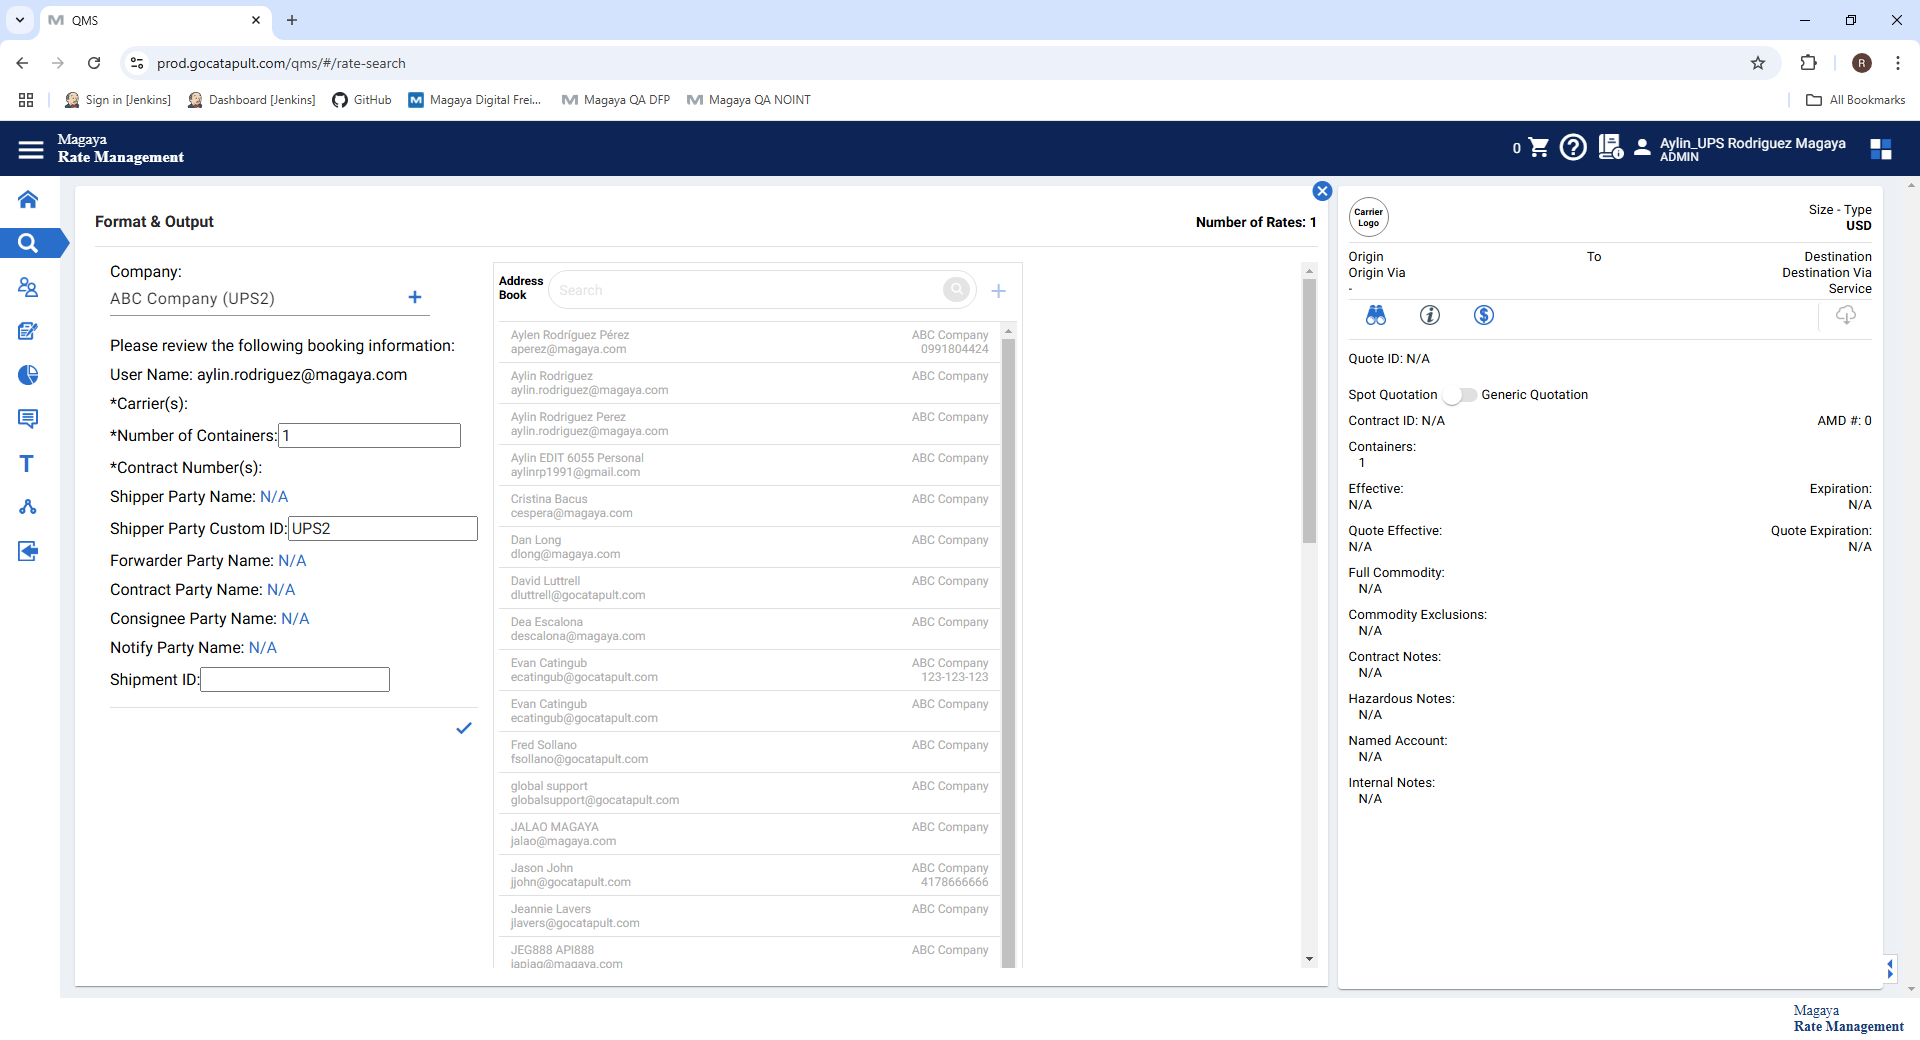 QMS
prod.gocatapult.com/qms/#/rate-search
R
Sign in [Jenkins]
Dashboard [Jenkins]
GitHub
Magaya Digital Frei...
Magaya QA DFP
Magaya QA NOINT
All Bookmarks
Magaya
Rate Management
0
Aylin_UPS Rodriguez Magaya
ADMIN
Format & Output
Number of Rates: 1
Company:
ABC Company (UPS2)
Please review the following booking information:
User Name: aylin.rodriguez@magaya.com
*Carrier(s):
*Number of Containers: 1
*Contract Number(s):
Shipper Party Name: N/A
Shipper Party Custom ID: UPS2
Forwarder Party Name: N/A
Contract Party Name: N/A
Consignee Party Name: N/A
Notify Party Name: N/A
Shipment ID:
Address
Book
Search
Aylen Rodríguez Pérez ABC Company
aperez@magaya.com 0991804424
Aylin Rodriguez ABC Company
aylin.rodriguez@magaya.com
Aylin Rodriguez Perez ABC Company
aylin.rodriguez@magaya.com
Aylin EDIT 6055 Personal ABC Company
aylinrp1991@gmail.com
Cristina Bacus ABC Company
cespera@magaya.com
Dan Long ABC Company
dlong@magaya.com
David Luttrell ABC Company
dluttrell@gocatapult.com
Dea Escalona ABC Company
descalona@magaya.com
Evan Catingub ABC Company
ecatingub@gocatapult.com 123-123-123
Evan Catingub ABC Company
ecatingub@gocatapult.com
Fred Sollano ABC Company
fsollano@gocatapult.com
global support ABC Company
globalsupport@gocatapult.com
JALAO MAGAYA ABC Company
jalao@magaya.com
Jason John ABC Company
jjohn@gocatapult.com 4178666666
Jeannie Lavers ABC Company
jlavers@gocatapult.com
JEG888 API888 ABC Company
japiag@magaya.com
Carrier
Logo
Size - Type
USD
Origin To Destination
Origin Via Destination Via
- Service
Quote ID: N/A
Spot Quotation Generic Quotation
Contract ID: N/A AMD #: 0
Containers:
1
Effective: Expiration:
N/A N/A
Quote Effective: Quote Expiration:
N/A N/A
Full Commodity:
N/A
Commodity Exclusions:
N/A
Contract Notes:
N/A
Hazardous Notes:
N/A
Named Account:
N/A
Internal Notes:
N/A
Magaya
Rate Management